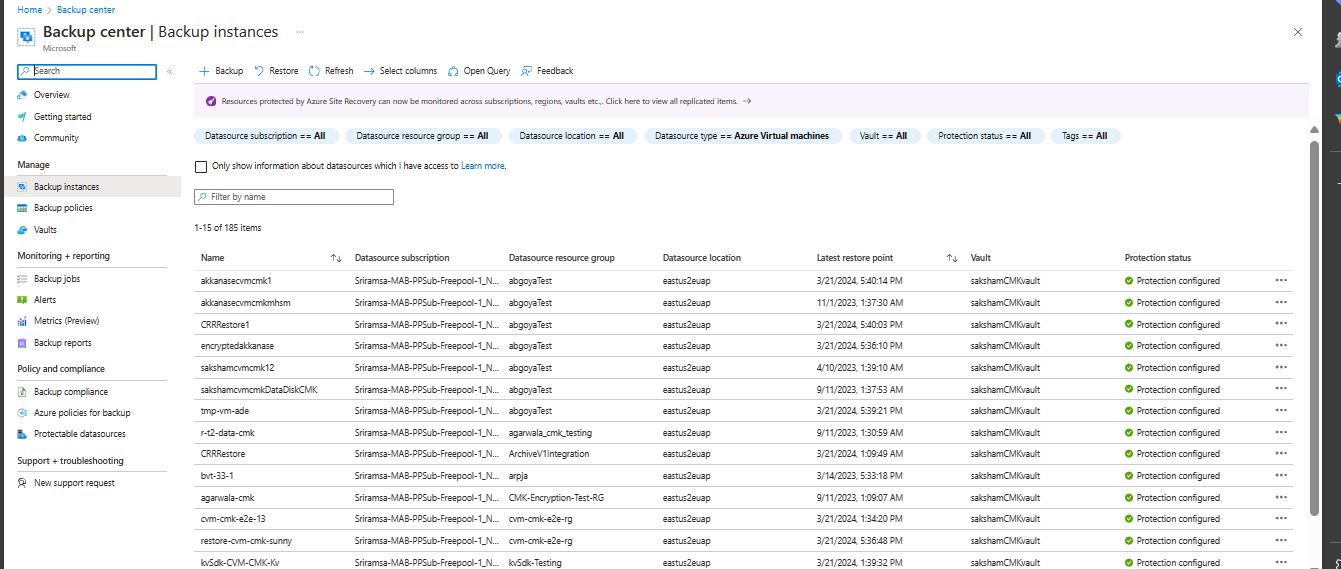 Home > Backup center
Backup center | Backup instances ...
Microsoft
Search «
Overview
Getting started
Community
Manage
Backup instances
Backup policies
Vaults
Monitoring + reporting
Backup jobs
Alerts
Metrics (Preview)
Backup reports
Policy and compliance
Backup compliance
Azure policies for backup
Protectable datasources
Support + troubleshooting
New support request
+ Backup Restore Refresh Select columns Open Query Feedback
Resources protected by Azure Site Recovery can now be monitored across subscriptions, regions, vaults etc,. Click here to view all replicated items. →
Datasource subscription == All Datasource resource group == All Datasource location == All Datasource type == Azure Virtual machines Vault == All Protection status == All Tags == All
Only show information about datasources which I have access to Learn more.
Filter by name
1-15 of 185 items
Name ↑↓ Datasource subscription Datasource resource group Datasource location Latest restore point ↑↓ Vault Protection status
akkanasecvmcmk1 Sriramsa-MAB-PPSub-Freepool-1_N... abgoyaTest eastus2euap 3/21/2024, 5:40:14 PM sakshamCMKvault Protection configured ...
akkanasecvmcmkmhsm Sriramsa-MAB-PPSub-Freepool-1_N... abgoyaTest eastus2euap 11/1/2023, 1:37:30 AM sakshamCMKvault Protection configured ...
CRRRestore1 Sriramsa-MAB-PPSub-Freepool-1_N... abgoyaTest eastus2euap 3/21/2024, 5:40:03 PM sakshamCMKvault Protection configured ...
encryptedakkanase Sriramsa-MAB-PPSub-Freepool-1_N... abgoyaTest eastus2euap 3/21/2024, 5:36:10 PM sakshamCMKvault Protection configured ...
sakshamcvmcmk12 Sriramsa-MAB-PPSub-Freepool-1_N... abgoyaTest eastus2euap 4/10/2023, 1:39:10 AM sakshamCMKvault Protection configured ...
sakshamcvmcmkDataDiskCMK Sriramsa-MAB-PPSub-Freepool-1_N... abgoyaTest eastus2euap 9/11/2023, 1:37:53 AM sakshamCMKvault Protection configured ...
tmp-vm-ade Sriramsa-MAB-PPSub-Freepool-1_N... abgoyaTest eastus2euap 3/21/2024, 5:39:21 PM sakshamCMKvault Protection configured ...
r-t2-data-cmk Sriramsa-MAB-PPSub-Freepool-1_N... agarwala_cmk_testing eastus2euap 9/11/2023, 1:30:59 AM sakshamCMKvault Protection configured ...
CRRRestore Sriramsa-MAB-PPSub-Freepool-1_N... ArchiveV1Integration eastus2euap 3/21/2024, 1:09:49 AM sakshamCMKvault Protection configured ...
bvt-33-1 Sriramsa-MAB-PPSub-Freepool-1_N... arpja eastus2euap 3/14/2023, 5:33:18 PM sakshamCMKvault Protection configured ...
agarwala-cmk Sriramsa-MAB-PPSub-Freepool-1_N... CMK-Encryption-Test-RG eastus2euap 9/11/2023, 1:09:07 AM sakshamCMKvault Protection configured ...
cvm-cmk-e2e-13 Sriramsa-MAB-PPSub-Freepool-1_N... cvm-cmk-e2e-rg eastus2euap 3/21/2024, 1:34:20 PM sakshamCMKvault Protection configured ...
restore-cvm-cmk-sunny Sriramsa-MAB-PPSub-Freepool-1_N... cvm-cmk-e2e-rg eastus2euap 3/21/2024, 5:36:48 PM sakshamCMKvault Protection configured ...
kvSdk-CVM-CMK-Kv Sriramsa-MAB-PPSub-Freepool-1_N... kvSdk-Testing eastus2euap 3/21/2024, 1:39:32 PM sakshamCMKvault Protection configured ...